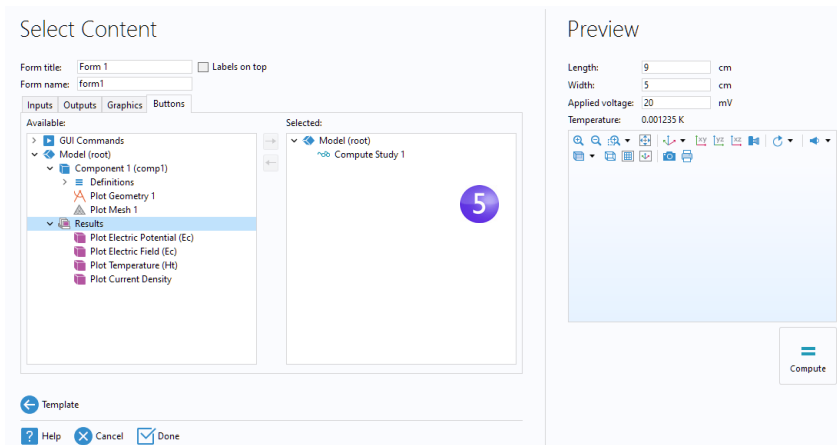 Select Content
Form title: Form 1 Labels on top
Form name: form1
Inputs Outputs Graphics Buttons
Available:
GUI Commands
Model (root)
Component 1 (comp1)
Definitions
Plot Geometry 1
Plot Mesh 1
Results
Plot Electric Potential (Ec)
Plot Electric Field (Ec)
Plot Temperature (Ht)
Plot Current Density
Selected:
Model (root)
Compute Study 1
5
Template
? Help Cancel Done
Preview
Length: 9 cm
Width: 5 cm
Applied voltage: 20 mV
Temperature: 0.001235 K
xy yz xz
Compute